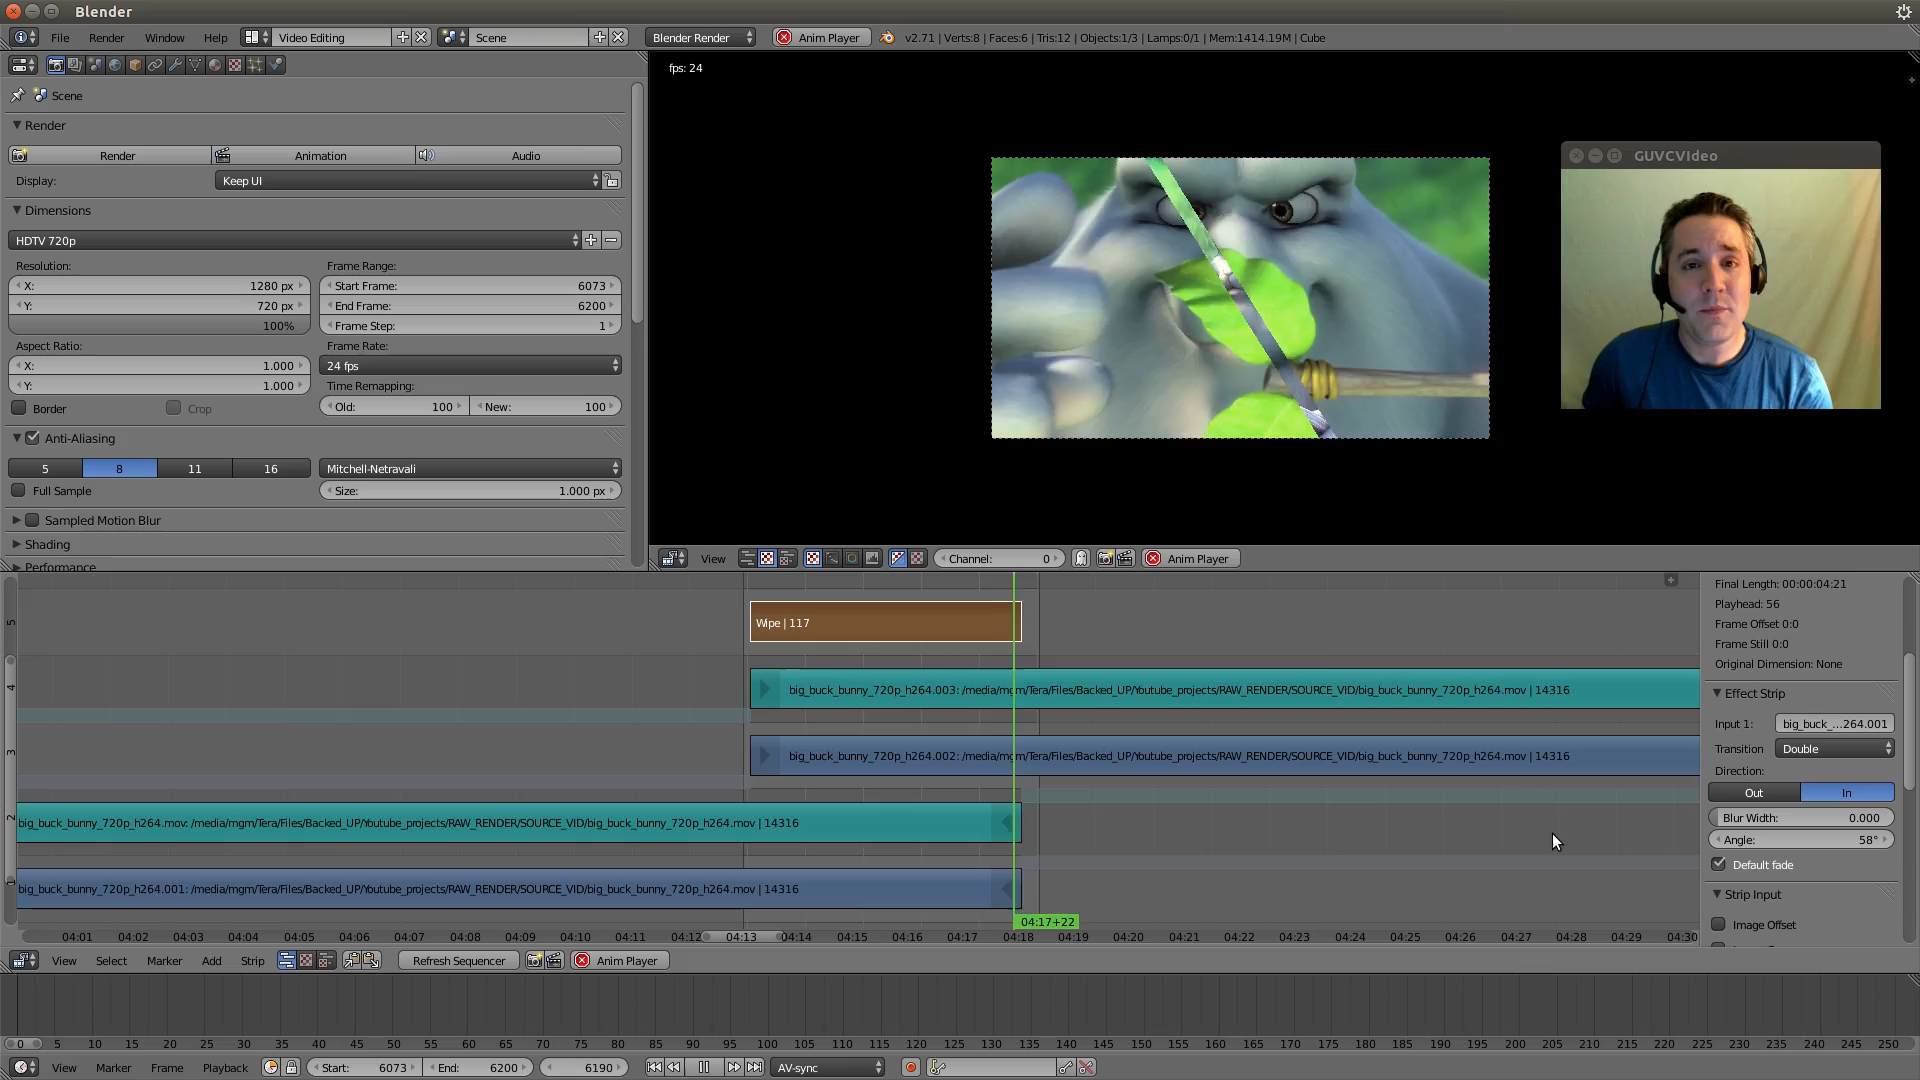 Blender
File Render Window Help Video Editing Scene Blender Render Anim Player v2.71 | Verts:8 | Faces:6 | Tris:12 | Objects:1/3 | Lamps:0/1 | Mem:1414.19M | Cube
Scene
Render
Render Animation Audio
Display: Keep UI
Dimensions
HDTV 720p
Resolution: Frame Range:
X: 1280 px Start Frame: 6073
Y: 720 px End Frame: 6200
100% Frame Step: 1
Aspect Ratio: Frame Rate:
X: 1.000 24 fps
Y: 1.000 Time Remapping:
Border Crop Old: 100 New: 100
Anti-Aliasing
5 8 11 16 Mitchell-Netravali
Full Sample Size: 1.000 px
Sampled Motion Blur
Shading
Performance
fps: 24
GUVCVideo
View Channel: 0 Anim Player
5
Wipe | 117
4
big_buck_bunny_720p_h264.003: /media/mgm/Tera/Files/Backed_UP/Youtube_projects/RAW_RENDER/SOURCE_VID/big_buck_bunny_720p_h264.mov | 14316
3
big_buck_bunny_720p_h264.002: /media/mgm/Tera/Files/Backed_UP/Youtube_projects/RAW_RENDER/SOURCE_VID/big_buck_bunny_720p_h264.mov | 14316
2
big_buck_bunny_720p_h264.mov: /media/mgm/Tera/Files/Backed_UP/Youtube_projects/RAW_RENDER/SOURCE_VID/big_buck_bunny_720p_h264.mov | 14316
1
big_buck_bunny_720p_h264.001: /media/mgm/Tera/Files/Backed_UP/Youtube_projects/RAW_RENDER/SOURCE_VID/big_buck_bunny_720p_h264.mov | 14316
04:17+22
04:01 04:02 04:03 04:04 04:05 04:06 04:07 04:08 04:09 04:10 04:11 04:12 04:13 04:14 04:15 04:16 04:17 04:18 04:19 04:20 04:21 04:22 04:23 04:24 04:25 04:26 04:27 04:28 04:29 04:30
Final Length: 00:00:04:21
Playhead: 56
Frame Offset 0:0
Frame Still 0:0
Original Dimension: None
Effect Strip
Input 1: big_buck_...264.001
Transition Double
Direction:
Out In
Blur Width: 0.000
Angle: 58°
Default fade
Strip Input
Image Offset
View Select Marker Add Strip Refresh Sequencer Anim Player
0 5 10 15 20 25 30 35 40 45 50 55 60 65 70 75 80 85 90 95 100 105 110 115 120 125 130 135 140 145 150 155 160 165 170 175 180 185 190 195 200 205 210 215 220 225 230 235 240 245 250
View Marker Frame Playback Start: 6073 End: 6200 6190 AV-sync